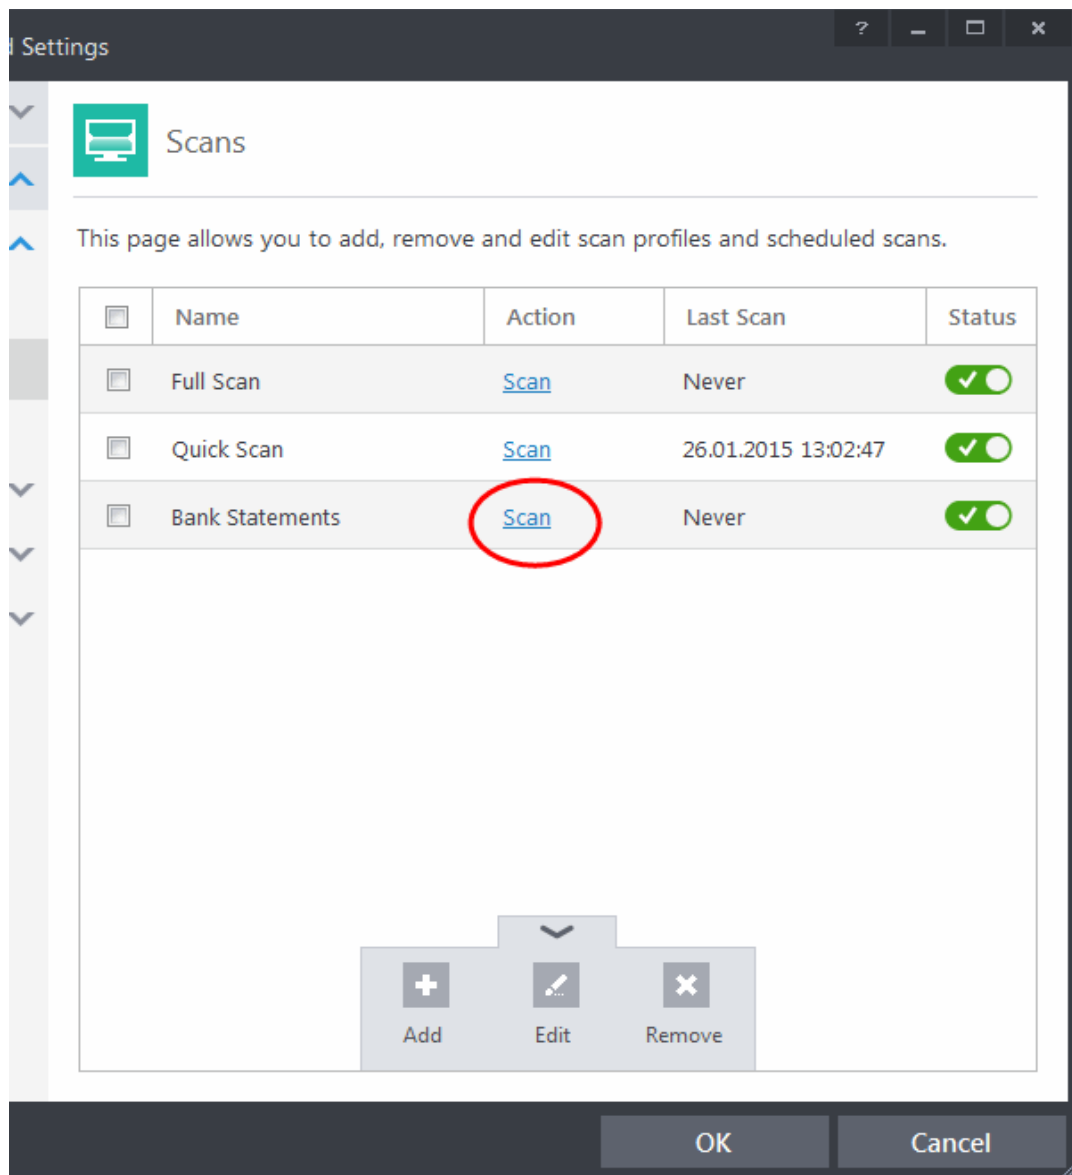 Settings
?
Scans
This page allows you to add, remove and edit scan profiles and scheduled scans.
Name Action Last Scan Status
Full Scan Scan Never
Quick Scan Scan 26.01.2015 13:02:47
Bank Statements Scan Never
Add Edit Remove
OK Cancel